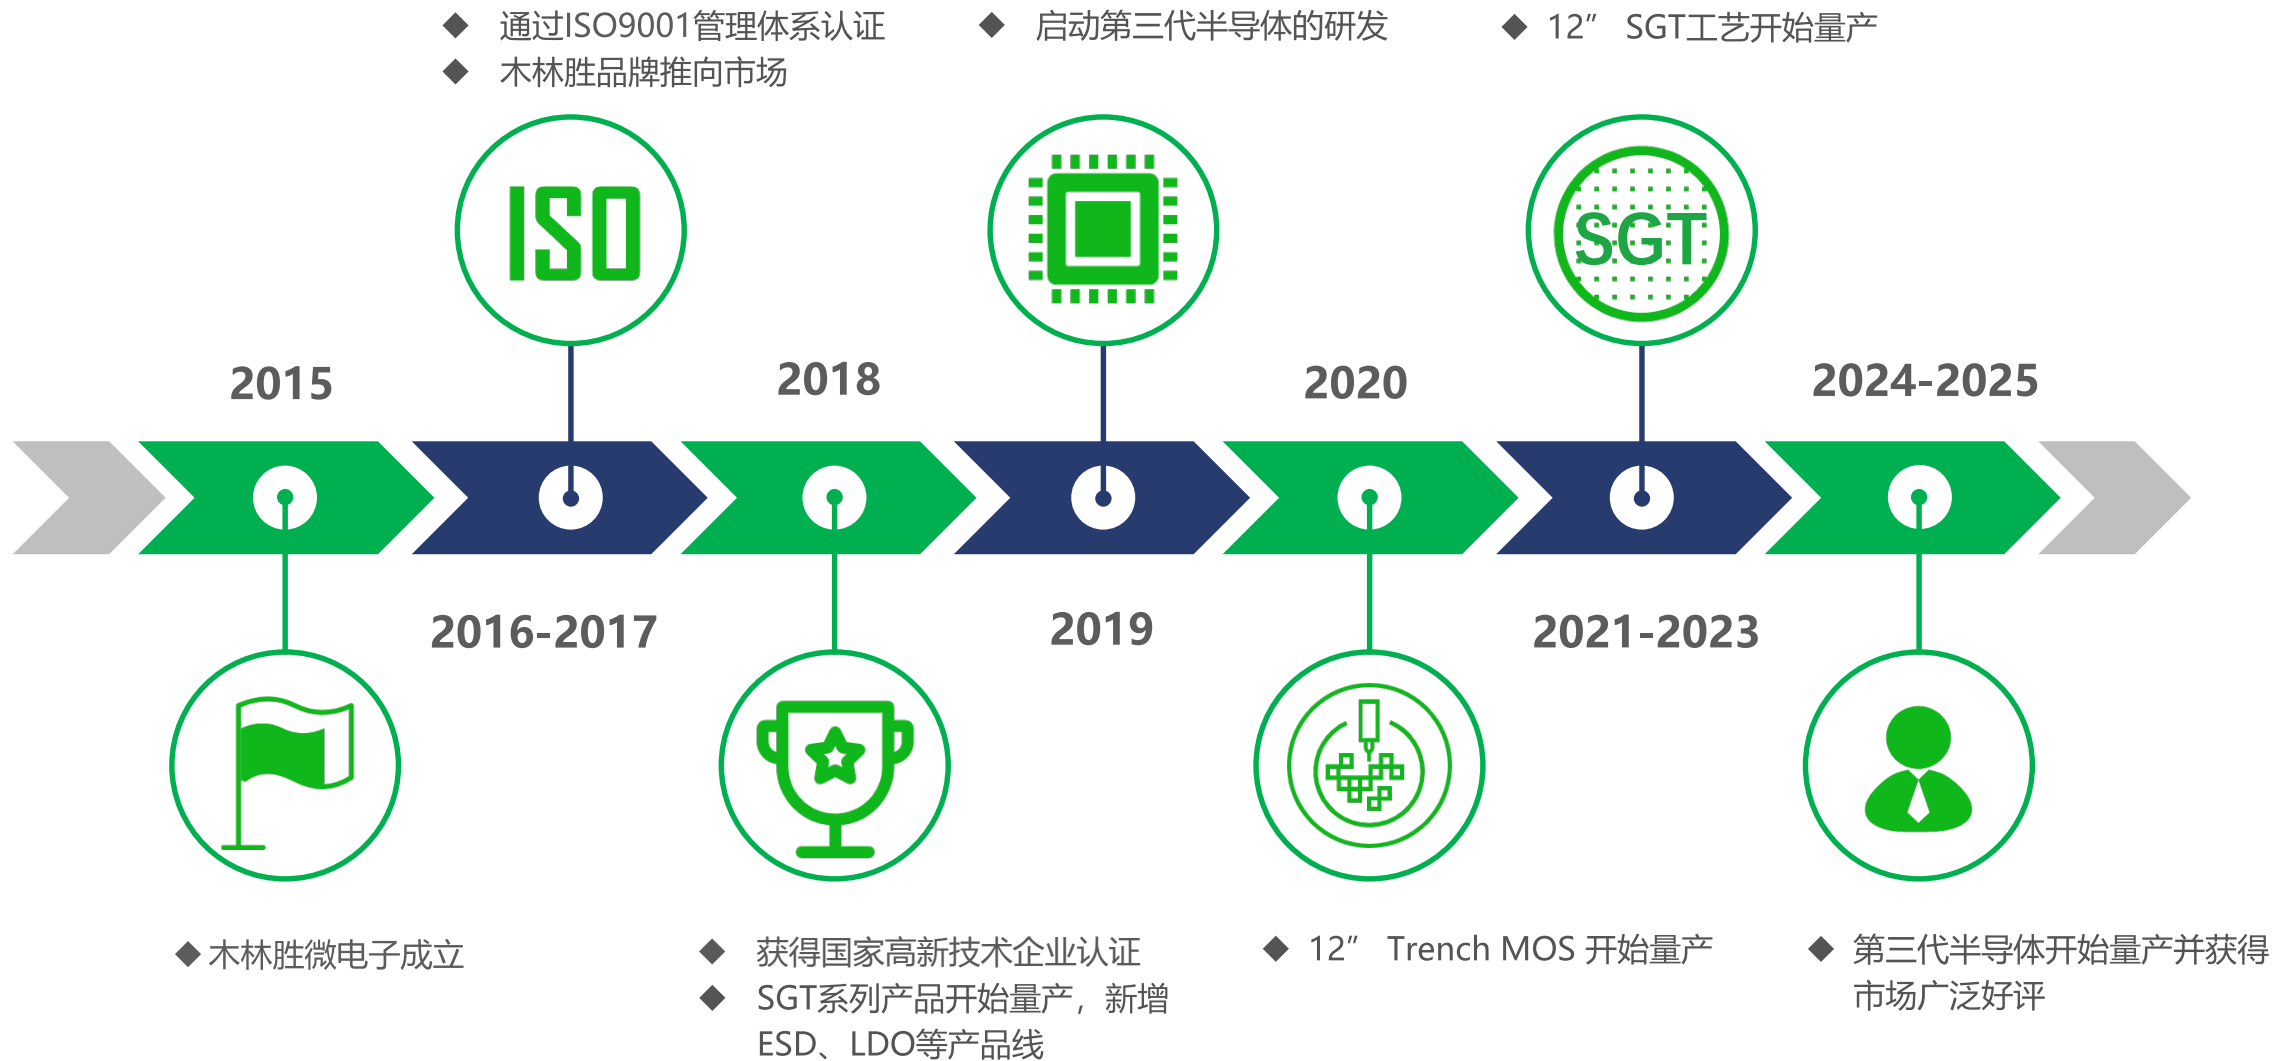 ◆ 通过ISO9001管理体系认证
◆ 木林胜品牌推向市场
◆ 启动第三代半导体的研发
◆ 12” SGT工艺开始量产
ISO
SGT
2015
2018
2020
2024-2025
2016-2017
2019
2021-2023
◆ 木林胜微电子成立
◆ 获得国家高新技术企业认证
◆ SGT系列产品开始量产，新增
ESD、LDO等产品线
◆ 12” Trench MOS 开始量产
◆ 第三代半导体开始量产并获得
市场广泛好评